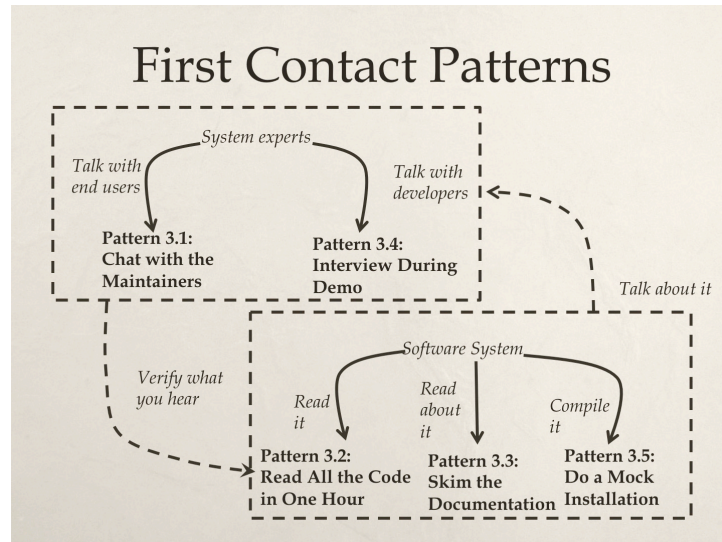 First Contact Patterns
System experts
Talk with
end users
Talk with
developers
Pattern 3.1:
Chat with the
Maintainers
Pattern 3.4:
Interview During
Demo
Talk about it
Verify what
you hear
Software System
Read
it
Read
about
it
Compile
it
Pattern 3.2:
Read All the Code
in One Hour
Pattern 3.3:
Skim the
Documentation
Pattern 3.5:
Do a Mock
Installation